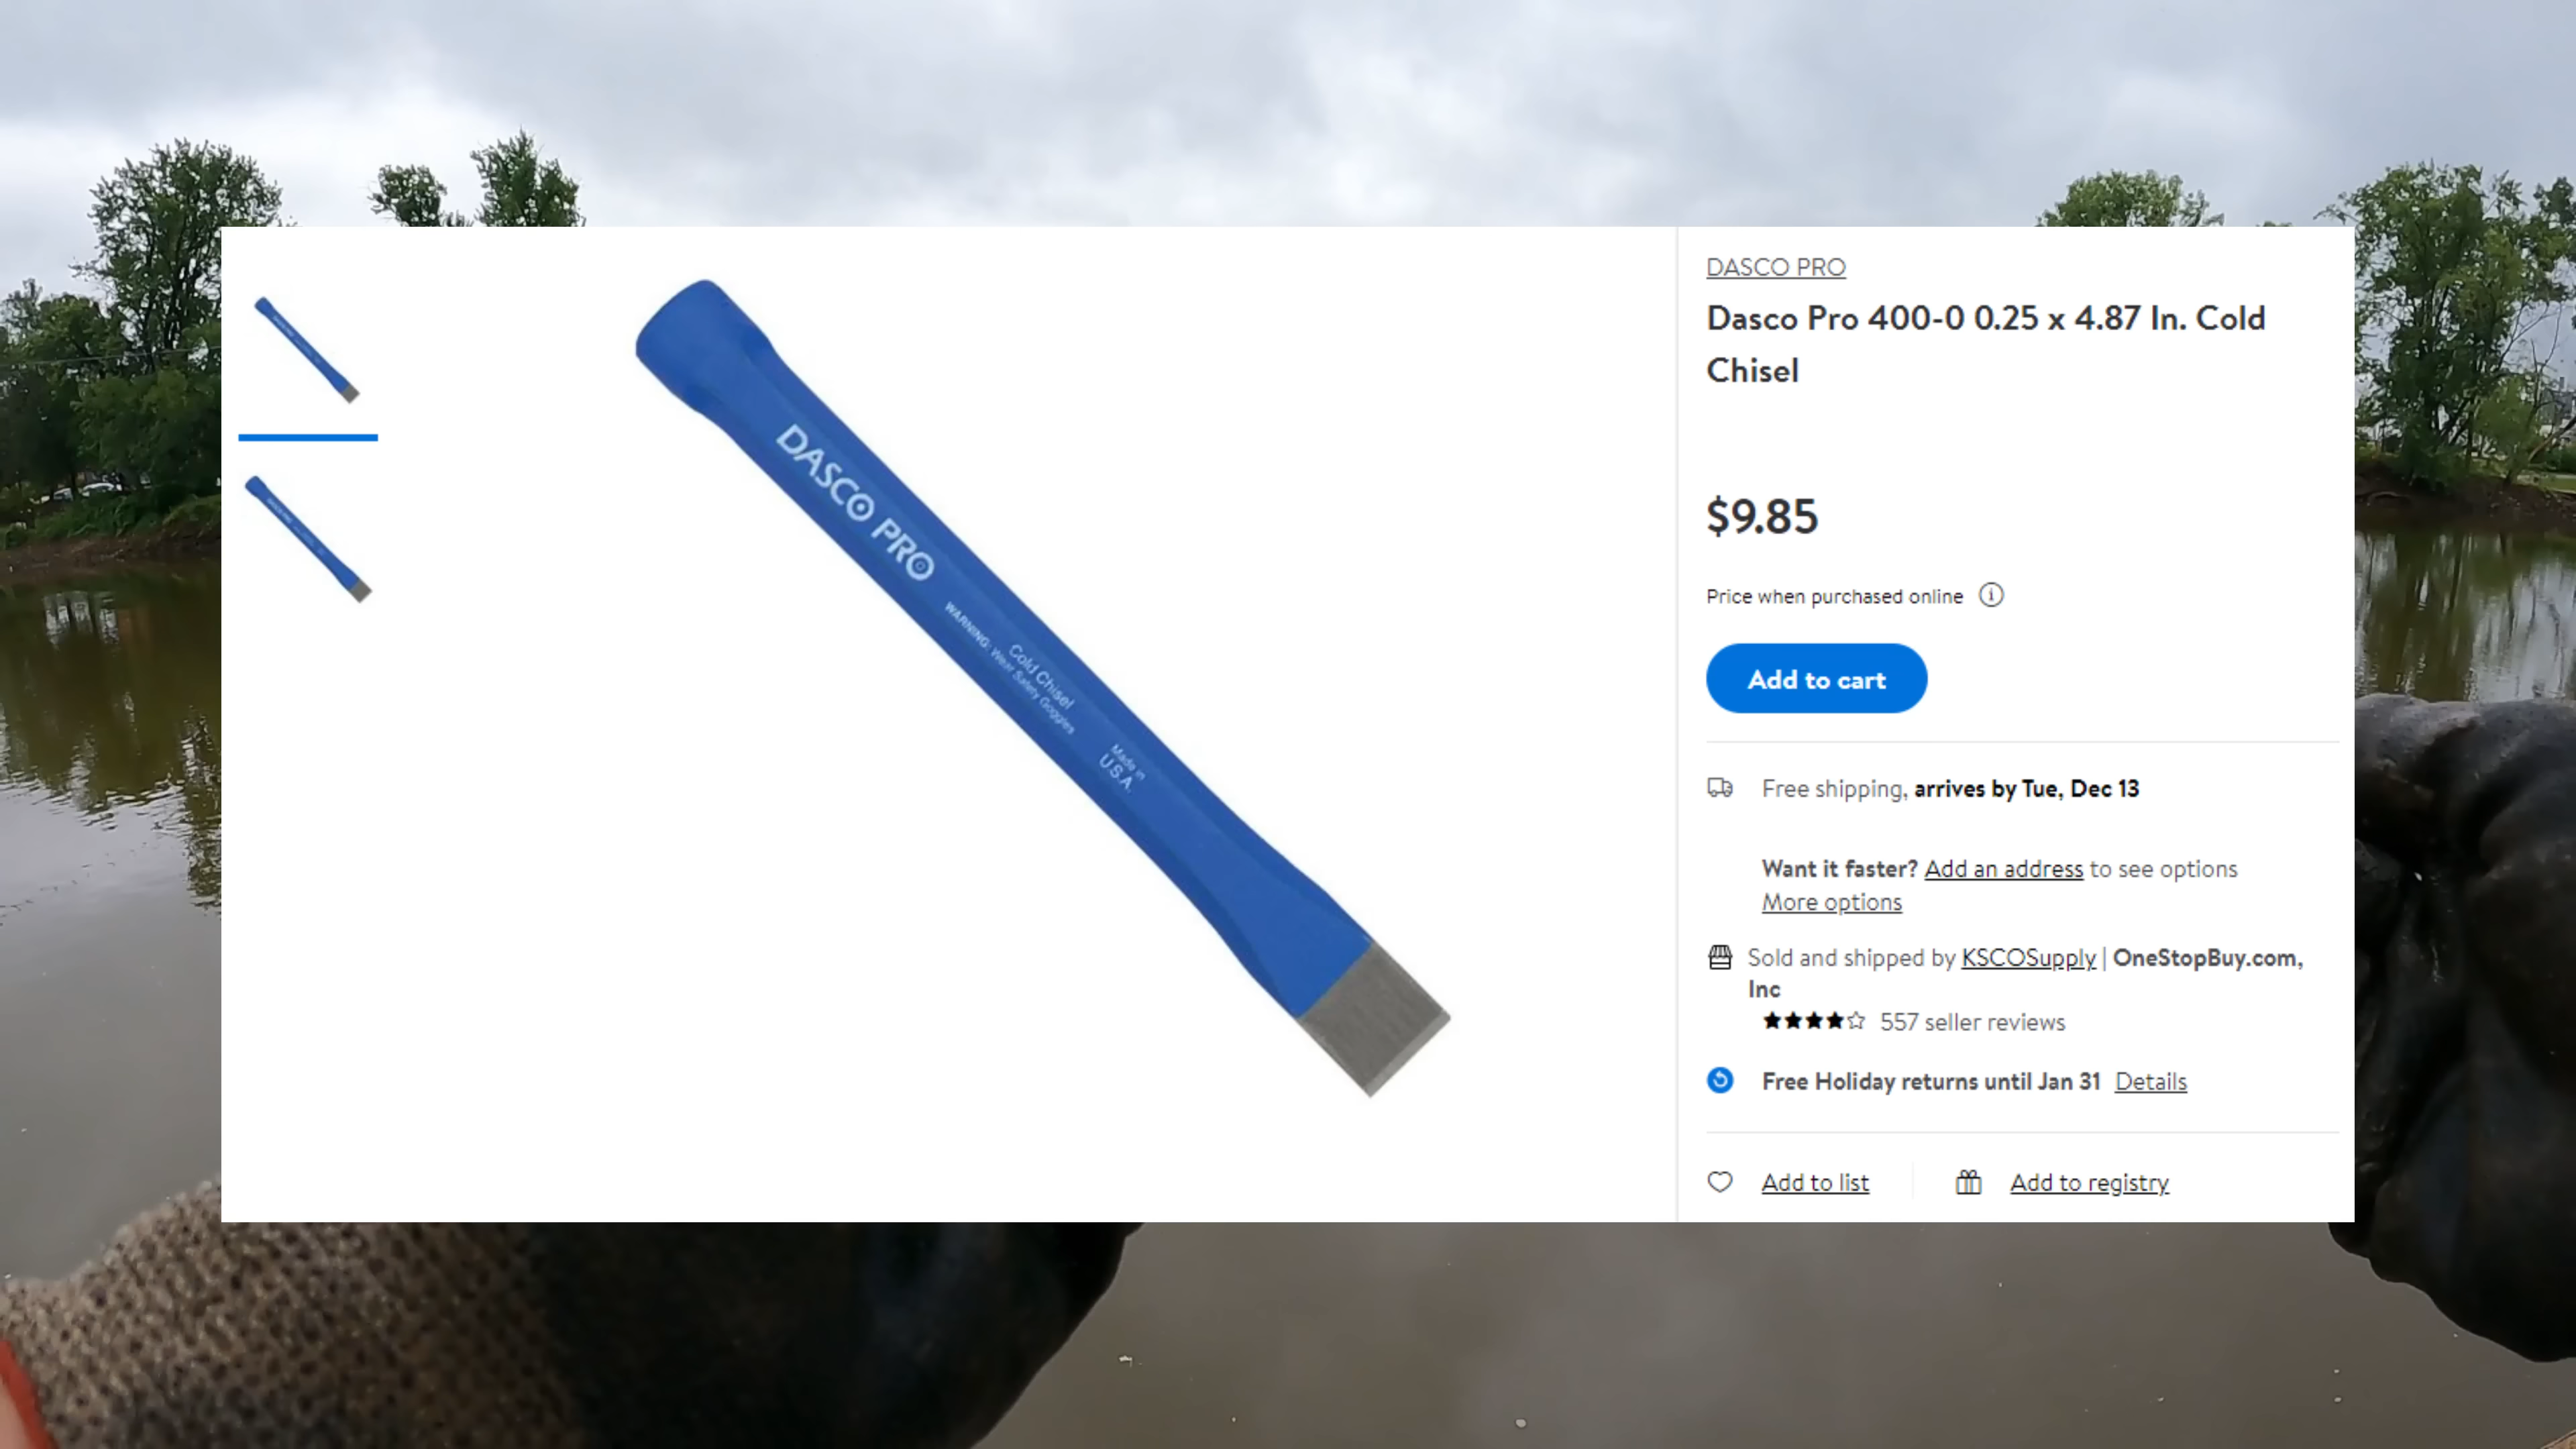 DASCO PRO
WARNING: Wear Safety Goggles
Cold Chisel
Made in
U.S.A.
DASCO PRO
Dasco Pro 400-0 0.25 x 4.87 In. Cold
Chisel
$9.85
Price when purchased online
Add to cart
Free shipping, arrives by Tue, Dec 13
Want it faster? Add an address to see options
More options
Sold and shipped by KSCOSupply | OneStopBuy.com,
Inc
557 seller reviews
Free Holiday returns until Jan 31 Details
Add to list
Add to registry